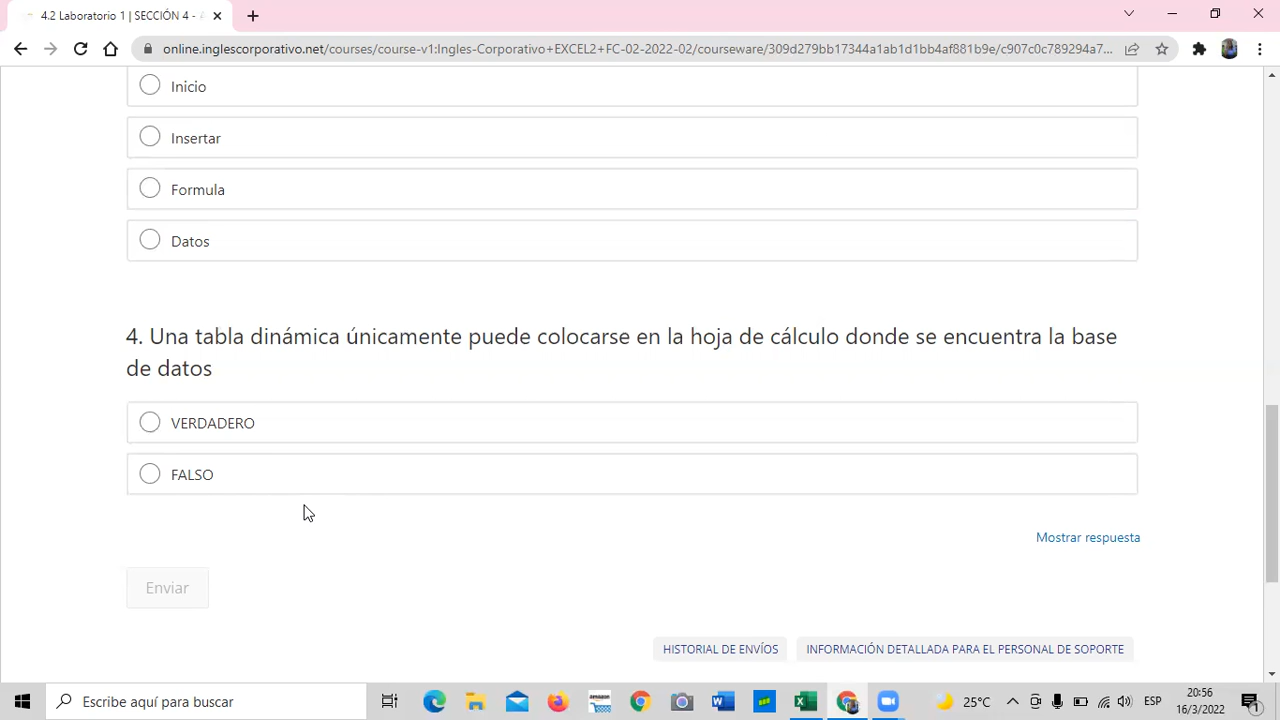 4.2 Laboratorio 1 | SECCIÓN 4 -
online.inglescorporativo.net/courses/course-v1:Ingles-Corporativo+EXCEL2+FC-02-2022-02/courseware/309d279bb17344a1ab1d1bb4af881b9e/c907c0c789294a7...
Inicio
Insertar
Formula
Datos
4. Una tabla dinámica únicamente puede colocarse en la hoja de cálculo donde se encuentra la base
de datos
VERDADERO
FALSO
Mostrar respuesta
Enviar
HISTORIAL DE ENVÍOS
INFORMACIÓN DETALLADA PARA EL PERSONAL DE SOPORTE
Escribe aquí para buscar
25°C
ESP
20:56
16/3/2022